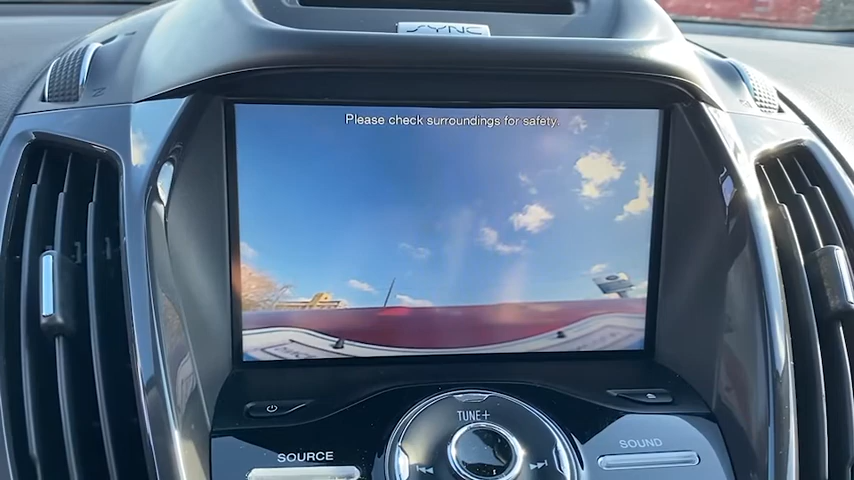 SYNC
Please check surroundings for safety.
TUNE+
SOURCE
SOUND